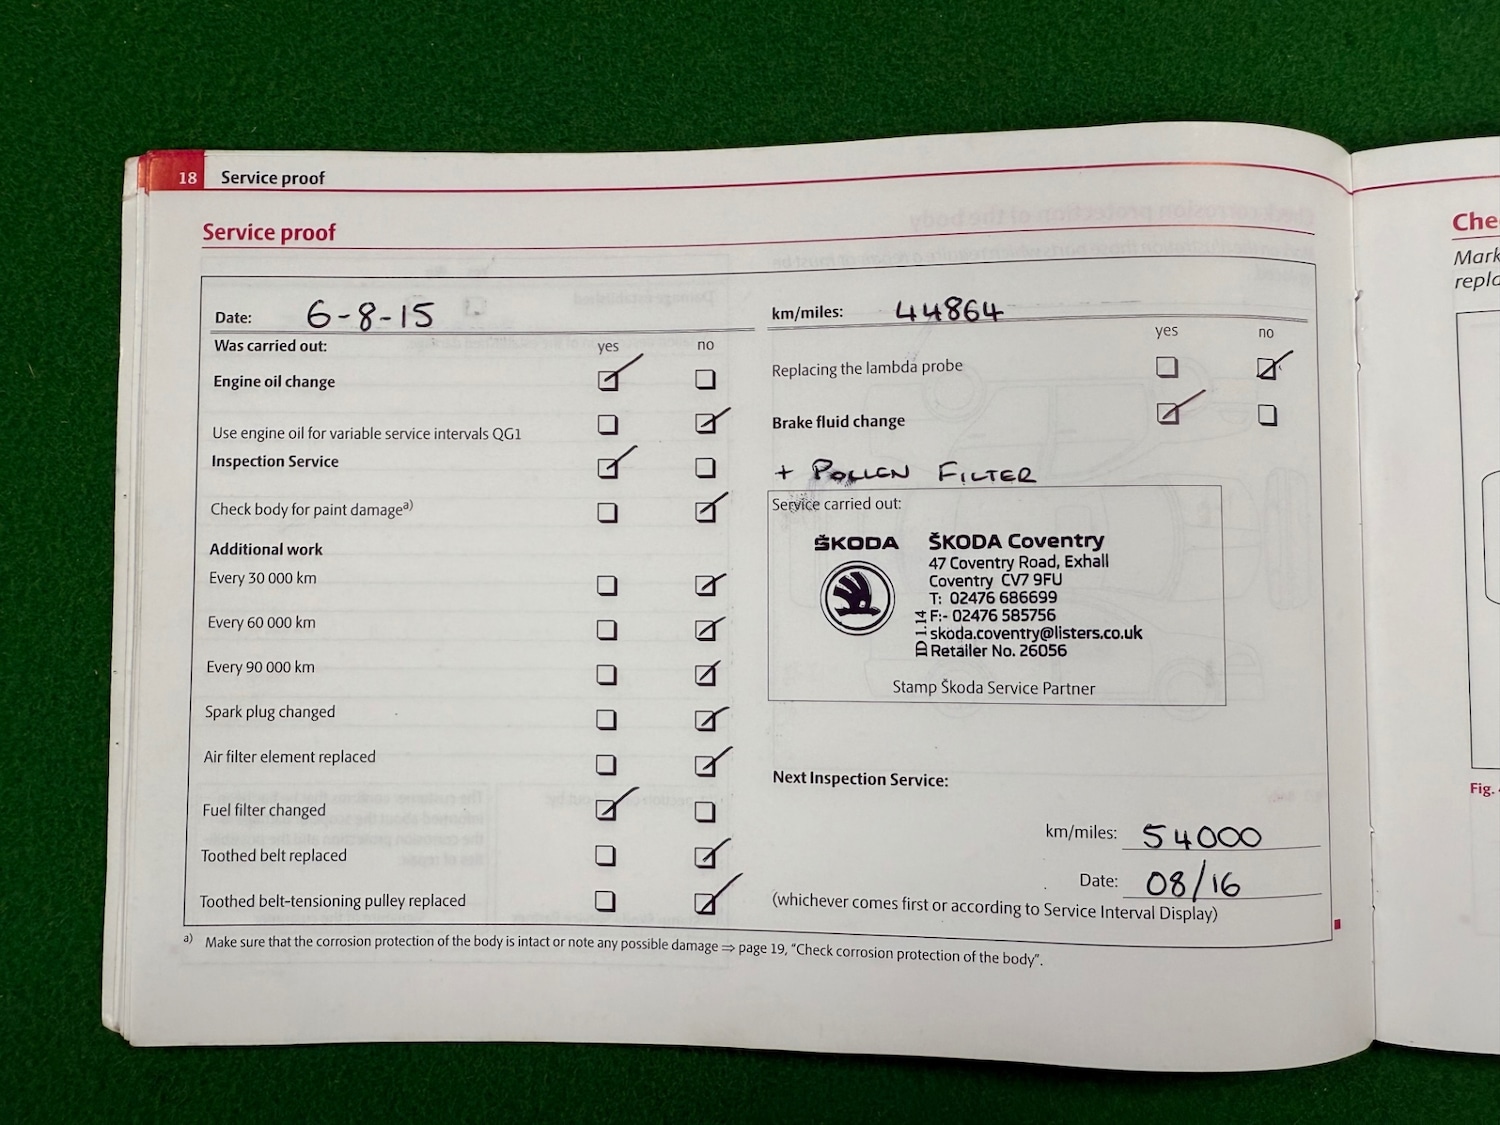 18 Service proof
Service proof
Date: 6-8-15
Was carried out: yes no
Engine oil change
Use engine oil for variable service intervals QG1
Inspection Service
Check body for paint damage a)
Additional work
Every 30 000 km
Every 60 000 km
Every 90 000 km
Spark plug changed
Air filter element replaced
Fuel filter changed
Toothed belt replaced
Toothed belt-tensioning pulley replaced
km/miles: 44864
yes no
Replacing the lambda probe
Brake fluid change
+ POLLEN FILTER
Service carried out:
ŠKODA
ŠKODA Coventry
47 Coventry Road, Exhall
Coventry CV7 9FU
T: 02476 686699
F:- 02476 585756
skoda.coventry@listers.co.uk
Retailer No. 26056
ID 1.14
Stamp Škoda Service Partner
Next Inspection Service:
km/miles: 54000
Date: 08/16
(whichever comes first or according to Service Interval Display)
a) Make sure that the corrosion protection of the body is intact or note any possible damage ⇒ page 19, "Check corrosion protection of the body".
Mark
Fig.